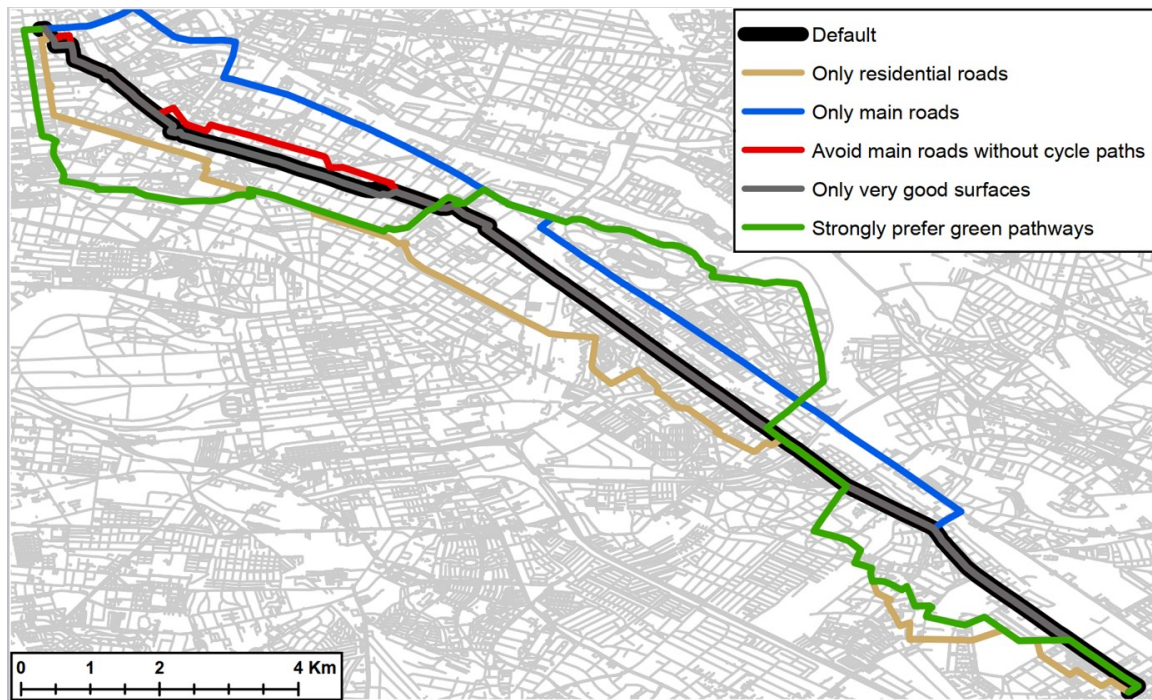 Default
Only residential roads
Only main roads
Avoid main roads without cycle paths
Only very good surfaces
Strongly prefer green pathways
0 1 2 4 Km